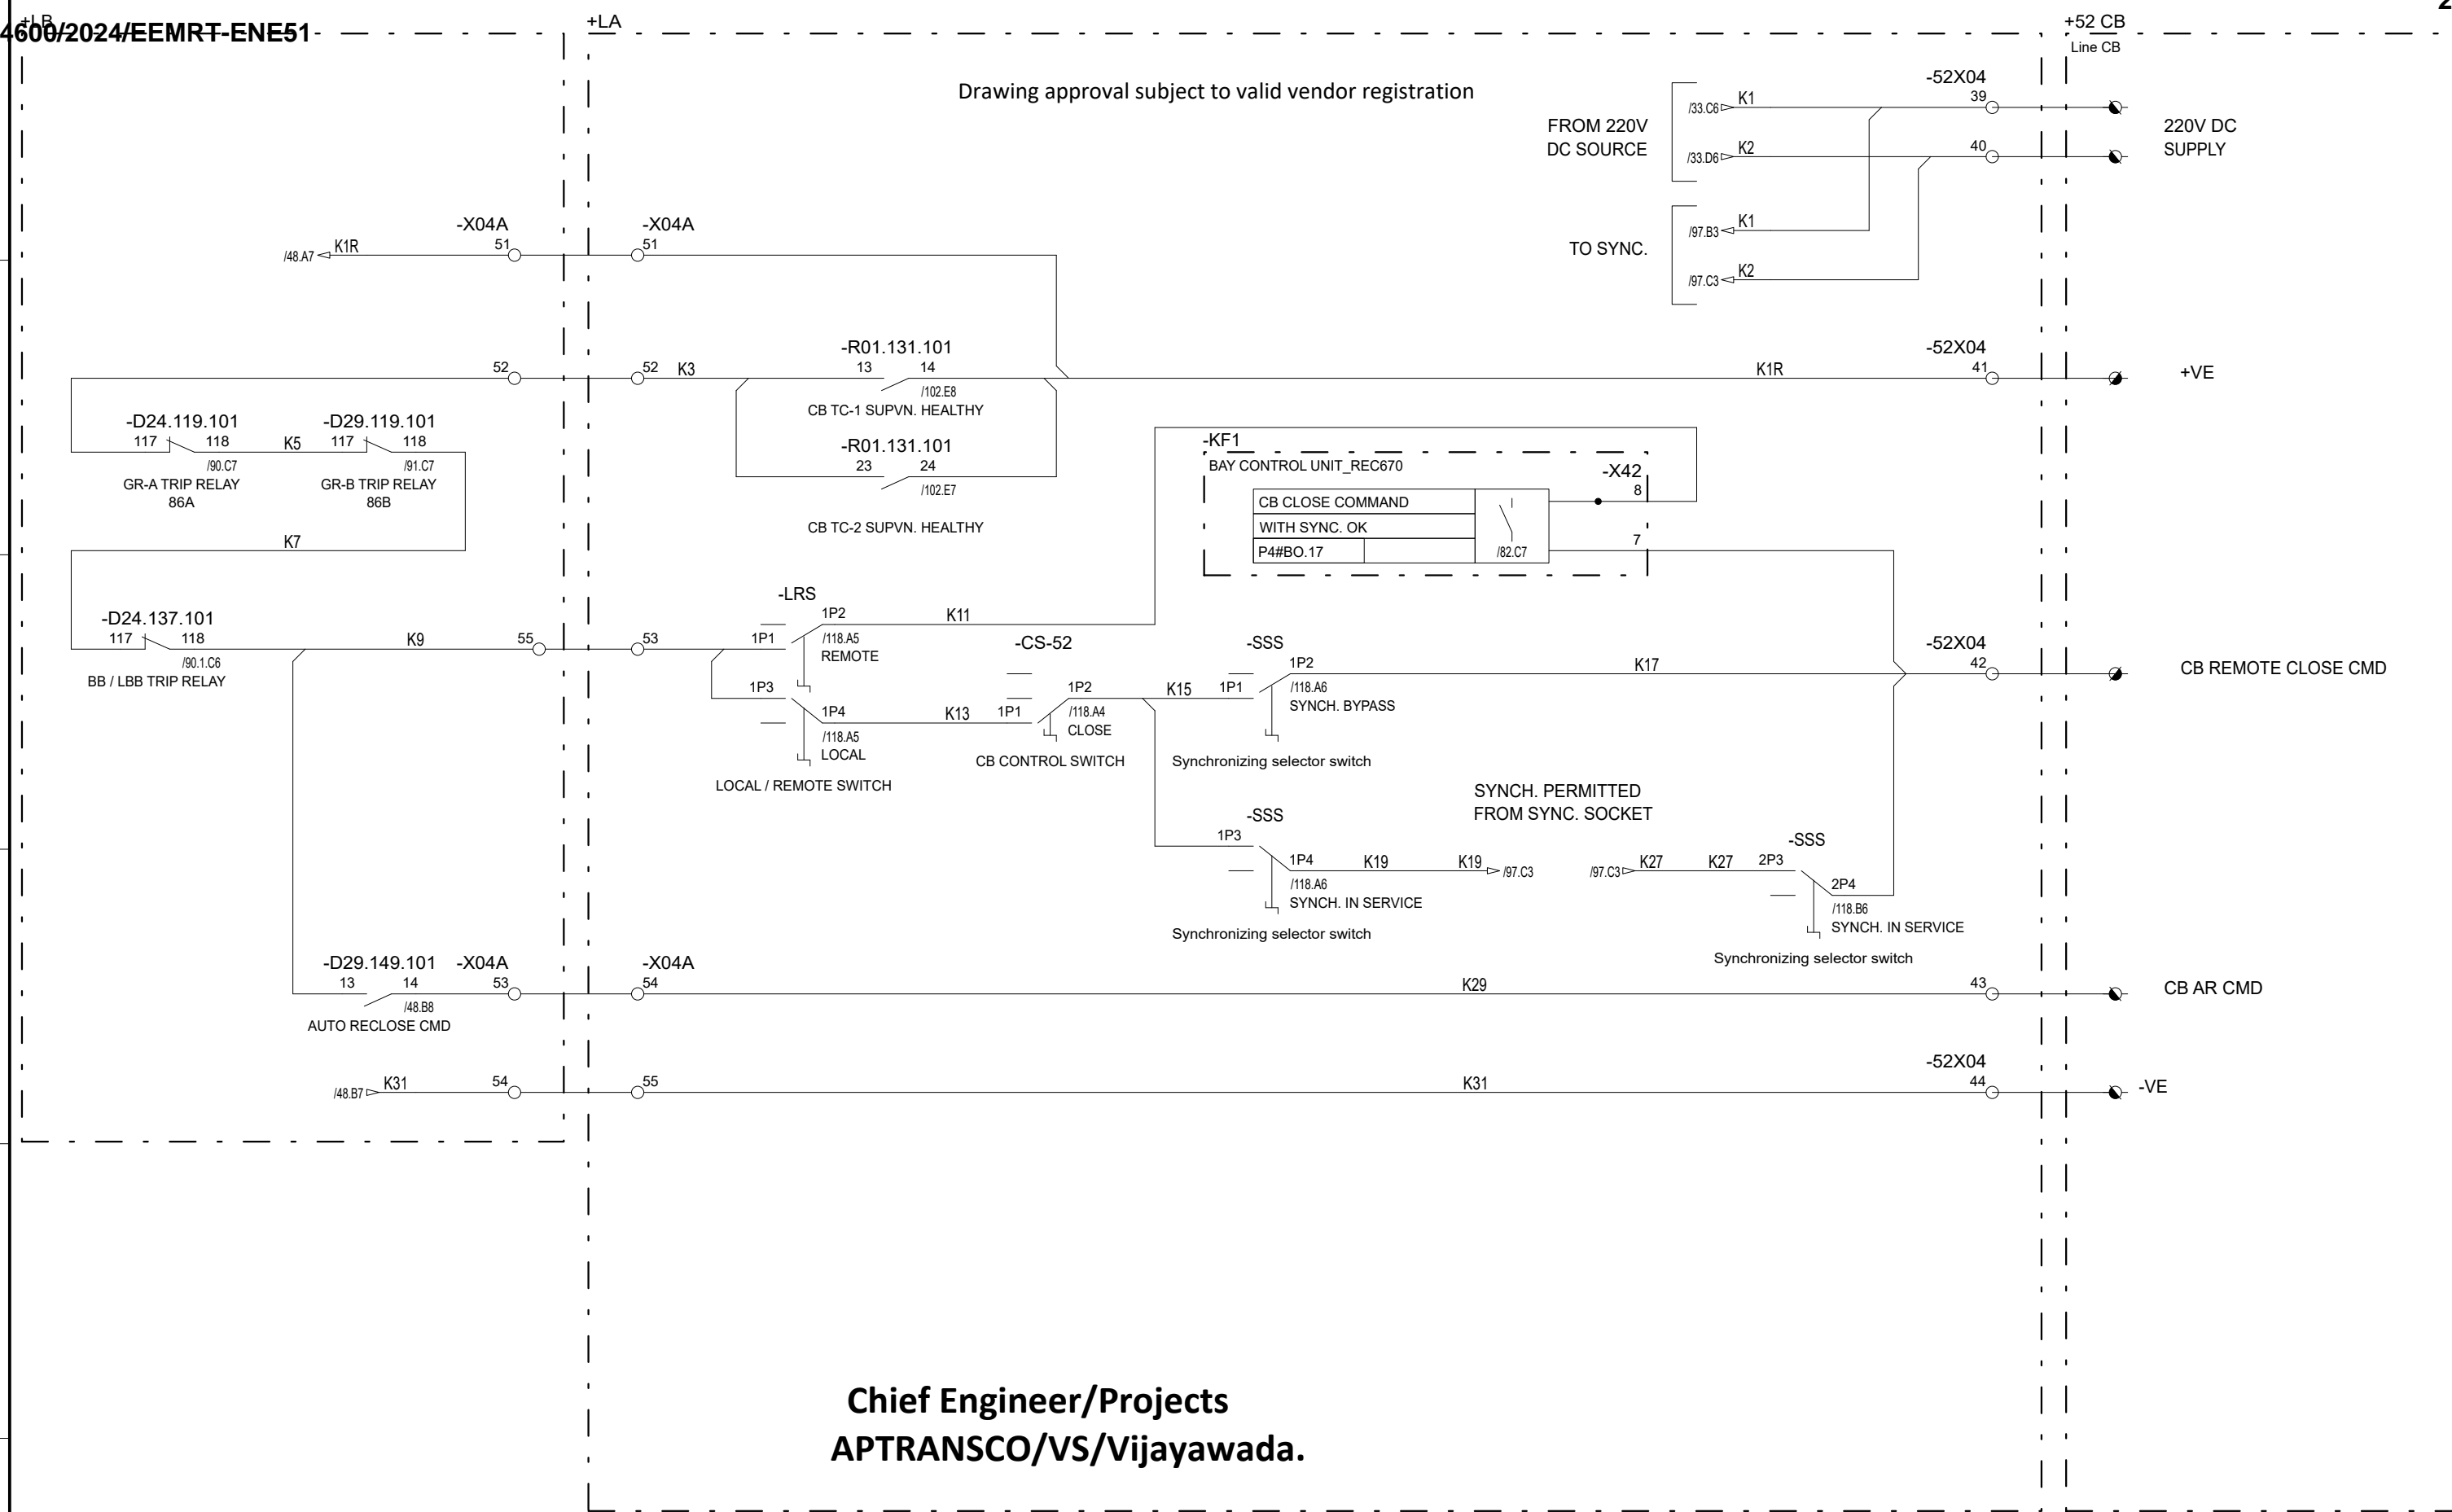 +LB
4600/2024/EEMRT-ENE51
+LA
+52 CB
Line CB
2
Drawing approval subject to valid vendor registration
FROM 220V
DC SOURCE
/33.C6
K1
-52X04
39
/33.D6
K2
40
220V DC
SUPPLY
TO SYNC.
/97.B3
K1
/97.C3
K2
/48.A7
K1R
-X04A
51
-X04A
51
52
52
K3
-R01.131.101
13
14
/102.E8
CB TC-1 SUPVN. HEALTHY
-R01.131.101
23
24
/102.E7
CB TC-2 SUPVN. HEALTHY
K1R
-52X04
41
+VE
-D24.119.101
117
118
/90.C7
GR-A TRIP RELAY
86A
K5
-D29.119.101
117
118
/91.C7
GR-B TRIP RELAY
86B
K7
-KF1
BAY CONTROL UNIT_REC670
-X42
8
CB CLOSE COMMAND
WITH SYNC. OK
P4#BO.17
/82.C7
7
-D24.137.101
117
118
/90.1.C6
BB / LBB TRIP RELAY
K9
55
53
-LRS
1P1
1P2
/118.A5
REMOTE
K11
1P3
1P4
/118.A5
LOCAL
LOCAL / REMOTE SWITCH
K13
-CS-52
1P1
1P2
/118.A4
CLOSE
CB CONTROL SWITCH
K15
-SSS
1P1
1P2
/118.A6
SYNCH. BYPASS
Synchronizing selector switch
K17
-52X04
42
CB REMOTE CLOSE CMD
SYNCH. PERMITTED
FROM SYNC. SOCKET
-SSS
1P3
1P4
/118.A6
SYNCH. IN SERVICE
Synchronizing selector switch
K19
K19
/97.C3
/97.C3
K27
K27
-SSS
2P3
2P4
/118.B6
SYNCH. IN SERVICE
Synchronizing selector switch
-D29.149.101
13
14
/48.B8
AUTO RECLOSE CMD
-X04A
53
-X04A
54
K29
43
CB AR CMD
/48.B7
K31
54
55
K31
-52X04
44
-VE
Chief Engineer/Projects
APTRANSCO/VS/Vijayawada.